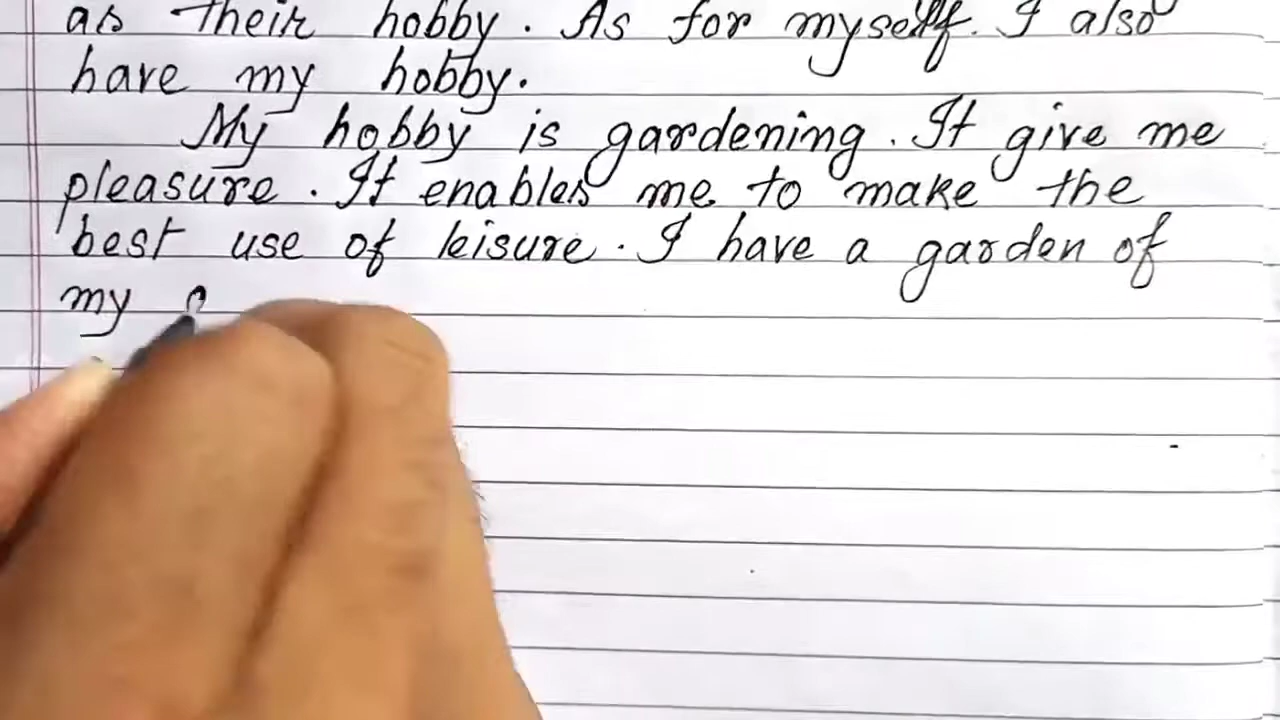 as their hobby. As for myself. I also
have my hobby.
My hobby is gardening. It give me
pleasure. It enables me to make the
best use of leisure. I have a garden of
my